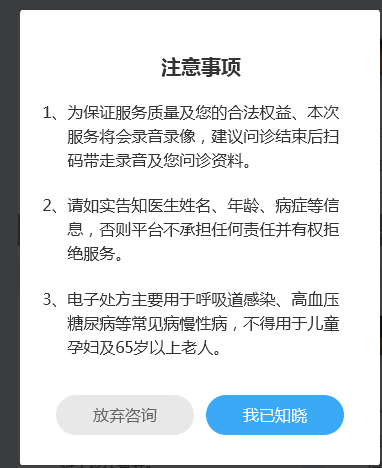 注意事项
1、为保证服务质量及您的合法权益、本次
服务将会录音录像，建议问诊结束后扫
码带走录音及您问诊资料。
2、请如实告知医生姓名、年龄、病症等信
息，否则平台不承担任何责任并有权拒
绝服务。
3、电子处方主要用于呼吸道感染、高血压
糖尿病等常见病慢性病，不得用于儿童
孕妇及65岁以上老人。
放弃咨询
我已知晓